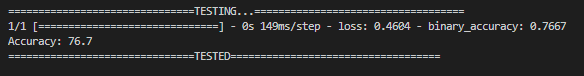 ===============================TESTING...===================================
1/1 [==============================] - 0s 149ms/step - loss: 0.4604 - binary_accuracy: 0.7667
Accuracy: 76.7
===============================TESTED===================================